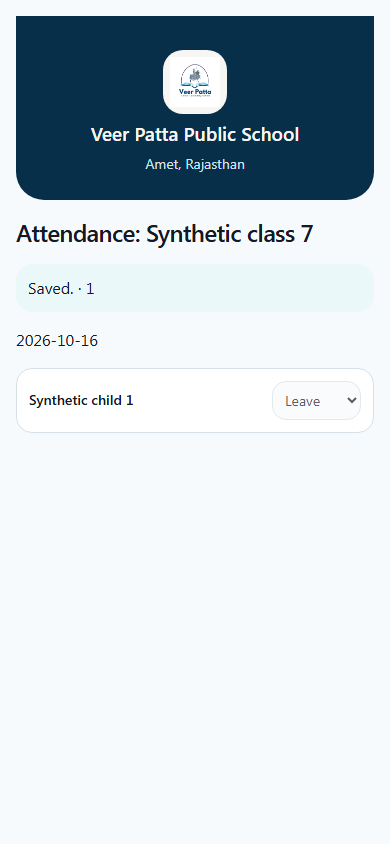 Veer Patta
Veer Patta Public School
Amet, Rajasthan
Attendance: Synthetic class 7
Saved. · 1
2026-10-16
Synthetic child 1
Leave